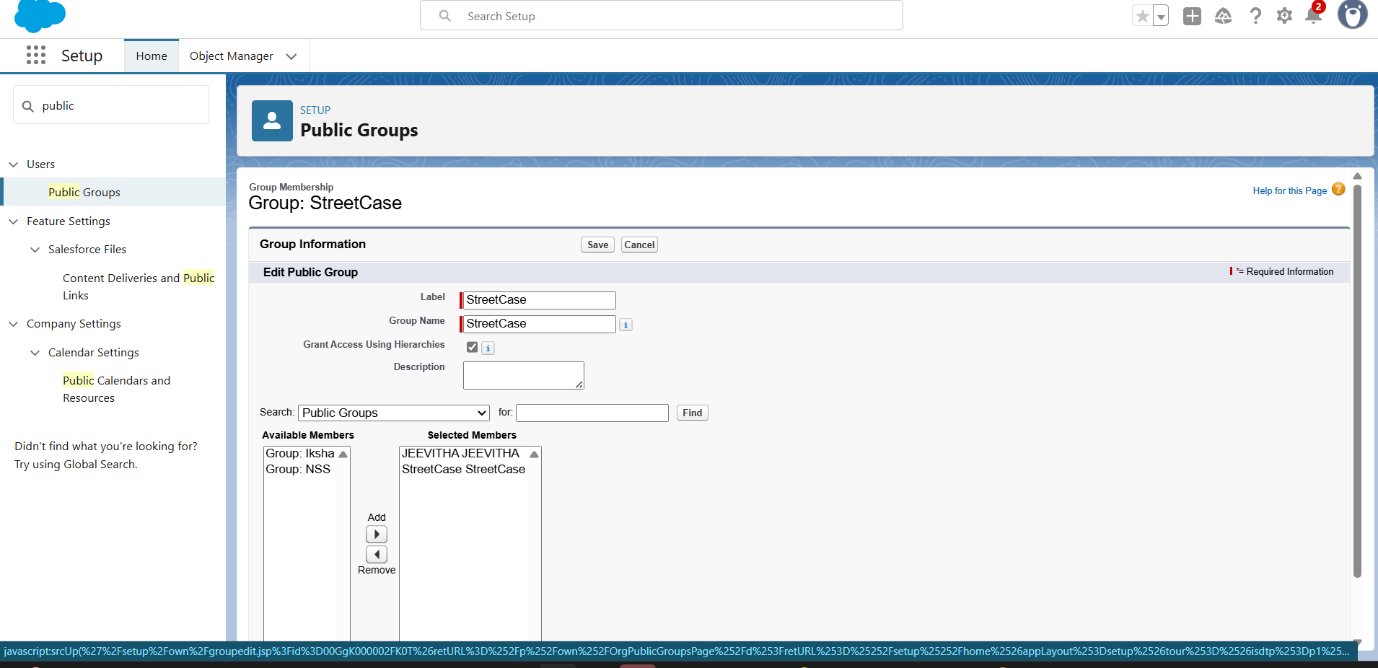 Search Setup
2
Setup
Home
Object Manager
public
Users
Public Groups
Feature Settings
Salesforce Files
Content Deliveries and Public
Links
Company Settings
Calendar Settings
Public Calendars and
Resources
Didn't find what you're looking for?
Try using Global Search.
SETUP
Public Groups
Group Membership
Group: StreetCase
Help for this Page ?
Group Information
Save
Cancel
Edit Public Group
*= Required Information
Label
StreetCase
Group Name
StreetCase
i
Grant Access Using Hierarchies
i
Description
Search: Public Groups for: Find
Available Members
Selected Members
Group: Iksha
Group: NSS
JEEVITHA JEEVITHA
StreetCase StreetCase
Add
Remove
javascript:srcUp(%27%2Fsetup%2Fown%2Fgroupedit.jsp%3Fid%3D00GgK000002FK0T%26retURL%3D%252Fp%252Fown%252FOrgPublicGroupsPage%252Fd%253FretURL%253D%25252Fsetup%25252Fhome%2526appLayout%253Dsetup%2526tour%253D%2526isdtp%253Dp1%25...